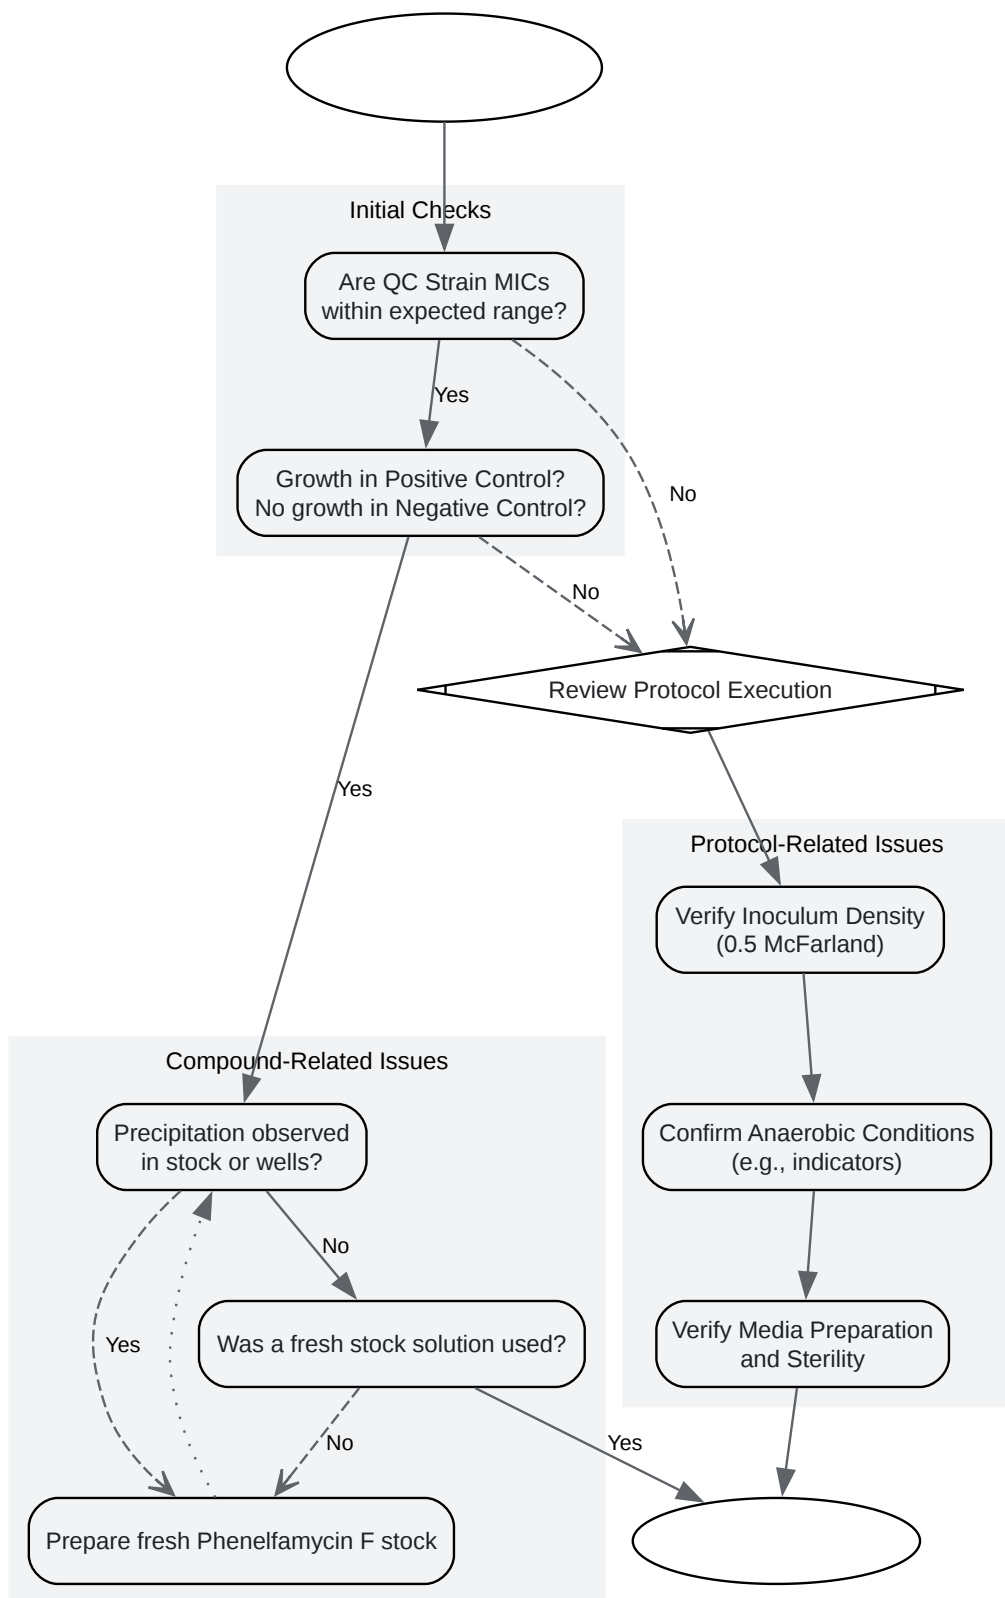 Initial Checks
Are QC Strain MICs
within expected range?
Yes
No
Growth in Positive Control?
No growth in Negative Control?
No
Review Protocol Execution
Yes
Protocol-Related Issues
Verify Inoculum Density
(0.5 McFarland)
Compound-Related Issues
Precipitation observed
in stock or wells?
Confirm Anaerobic Conditions
(e.g., indicators)
No
Yes
Was a fresh stock solution used?
Verify Media Preparation
and Sterility
No
Yes
Prepare fresh Phenelfamycin F stock